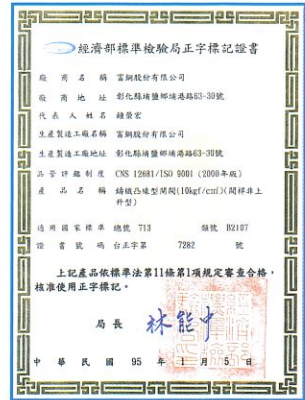 經濟部標準檢驗局正字標記證書
廠商名稱 富鋼股份有限公司
廠商地址 彰化縣埔鹽鄉埔港路63-30號
代表人姓名 鐘榮宏
生產製造工廠名稱 富鋼股份有限公司
生產製造工廠地址 彰化縣埔鹽鄉埔港路63-30號
品管評鑑制度 CNS 12681/ISO 9001 (2000年版)
產品名稱 鑄鐵凸緣型閘閥(10kgf/c㎡)(閥桿非上
升型)
適用國家標準 總號 713 類號 B2107
證書號碼 台正字第 7282 號
上記產品依標準法第11條第1項規定審查合格，
核准使用正字標記。
局長 林能中
中華民國 95 年 1 月 5 日